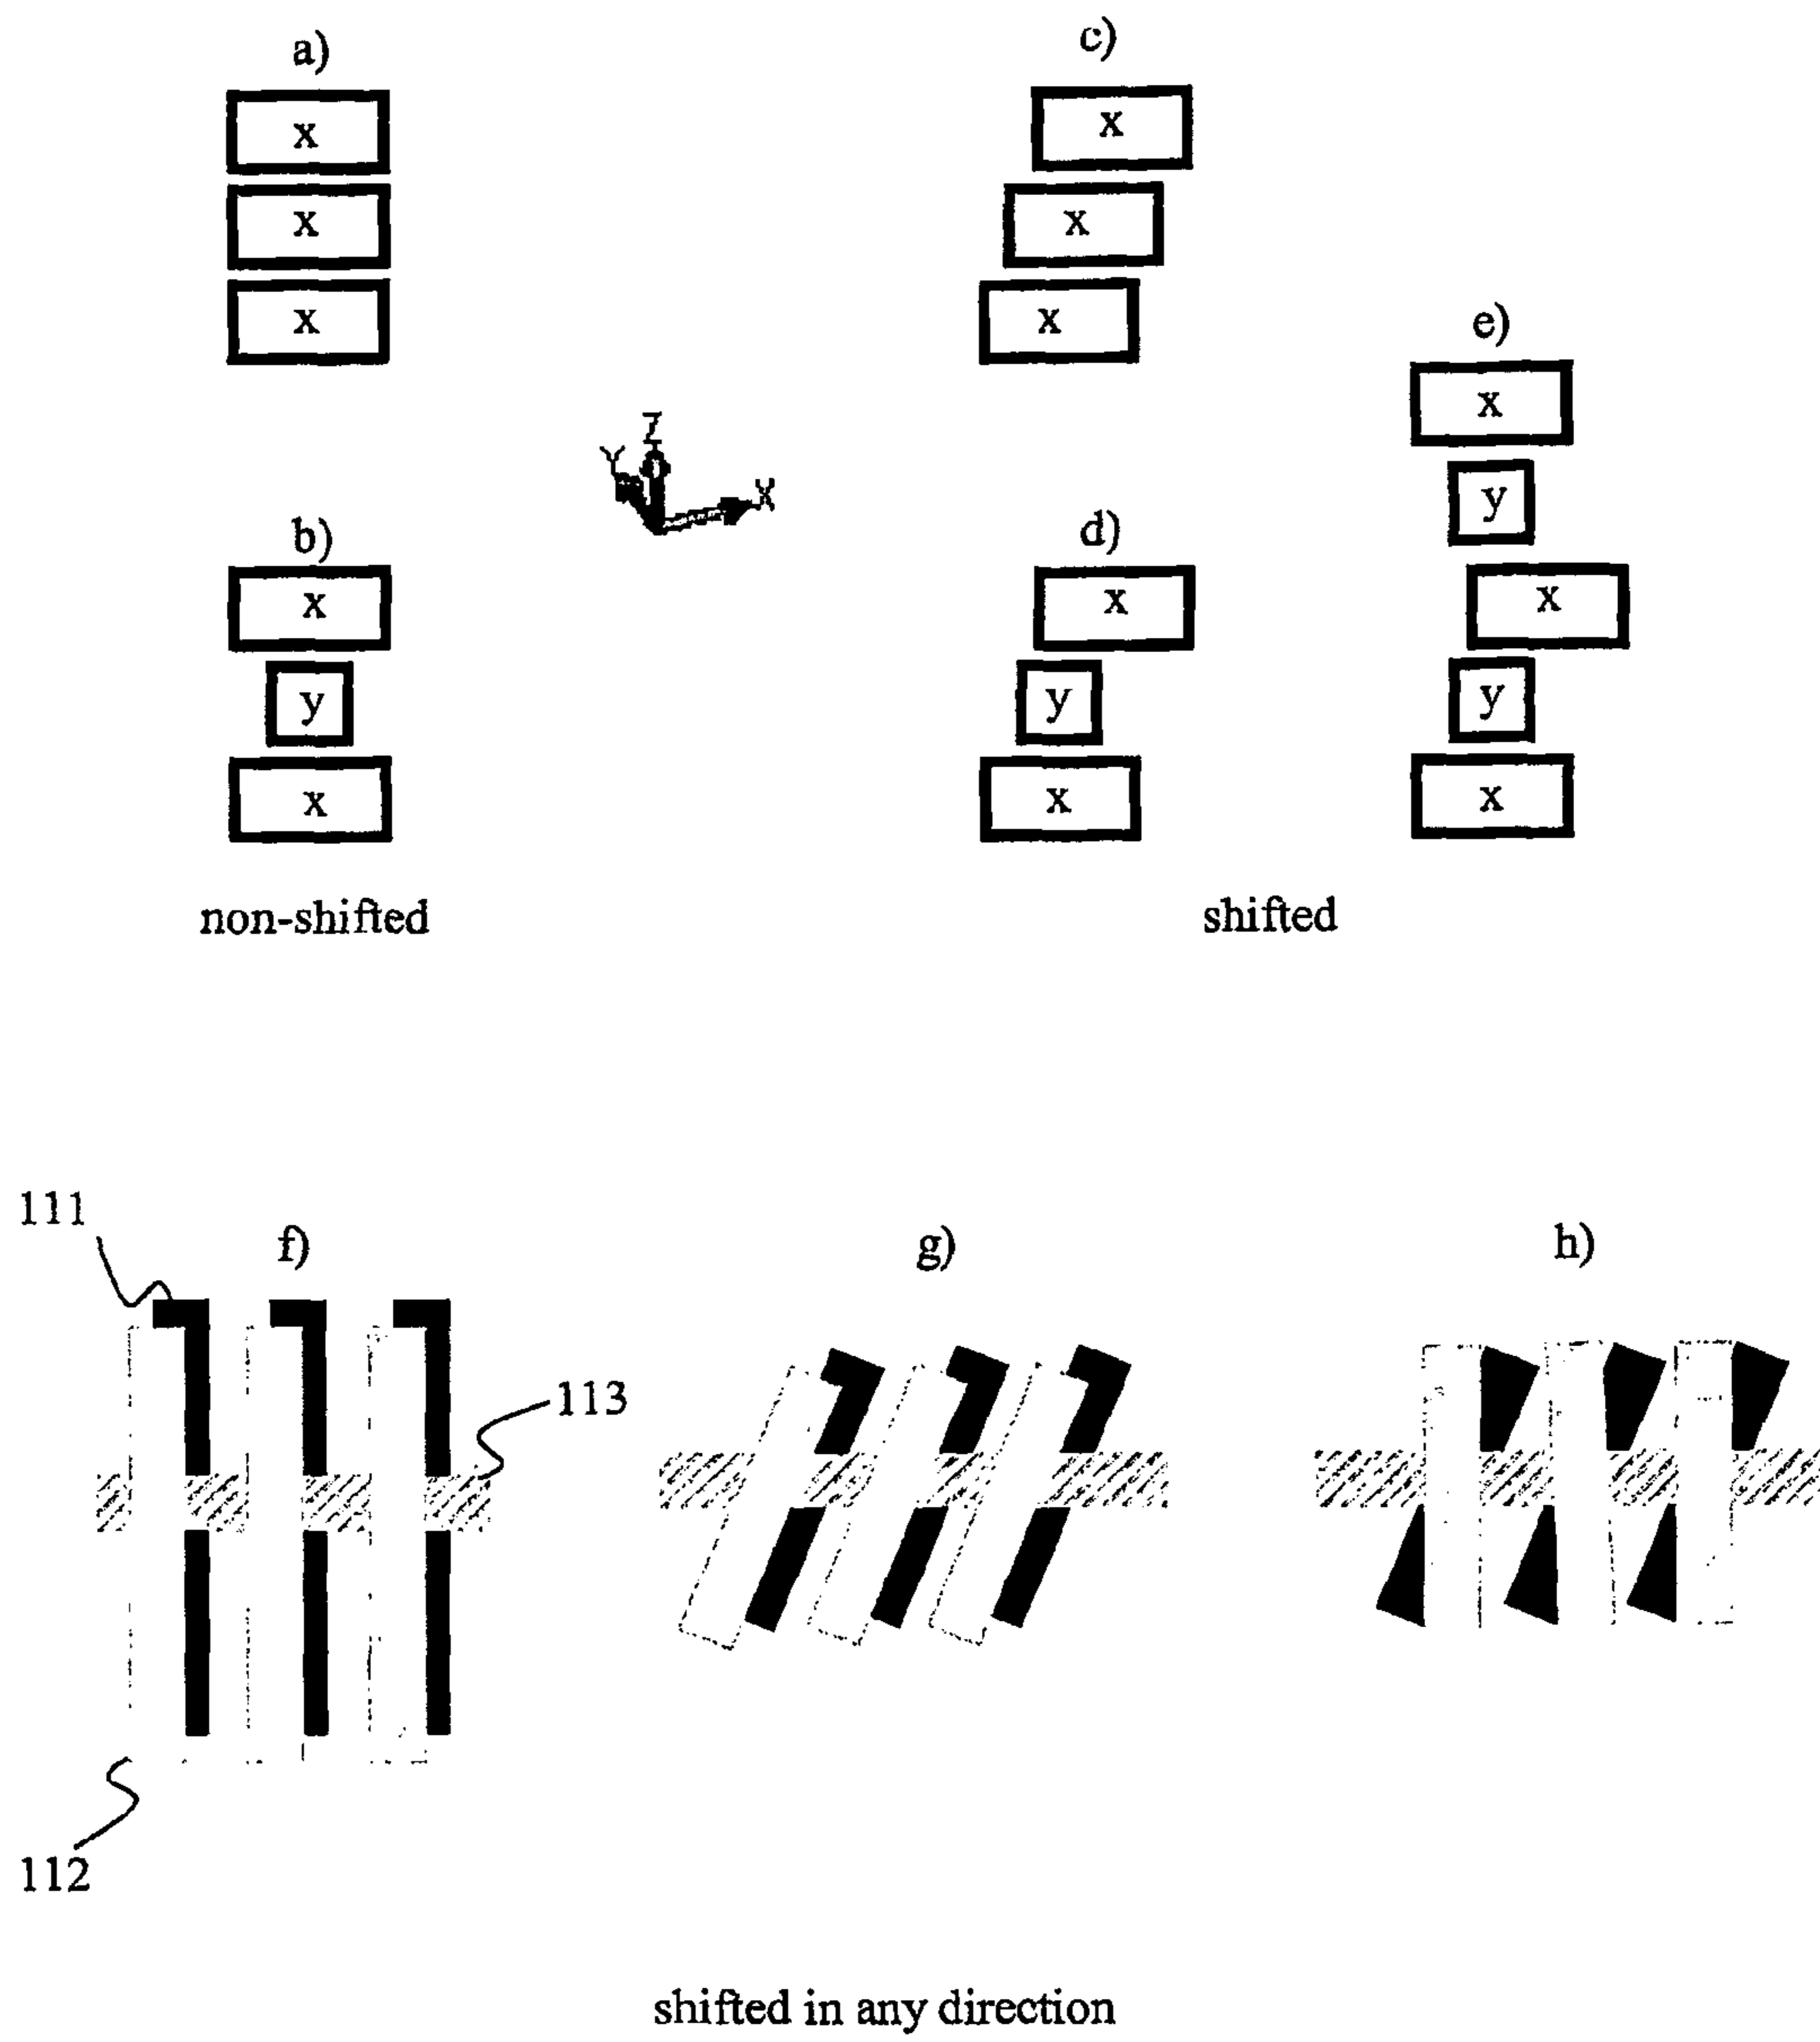 a)
x
x
x
c)
x
x
x
Z
Y
X
b)
x
y
x
d)
x
y
x
e)
x
y
x
y
x
non-shifted
shifted
111
f)
113
112
g)
h)
shifted in any direction